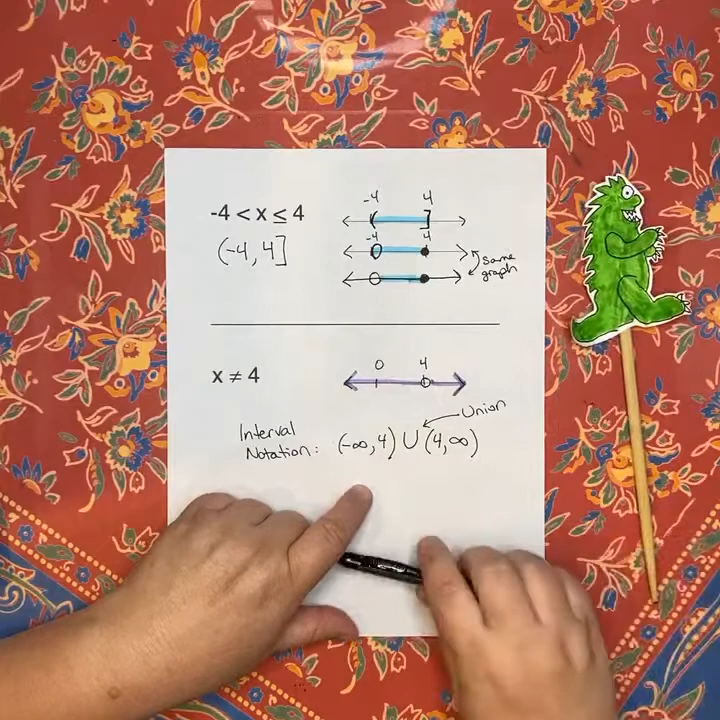 -4 < x ≤ 4
(-4, 4]
-4 4
-4 4
Same
graph
x ≠ 4
0 4
Union
Interval
Notation: (-∞, 4) ∪ (4, ∞)